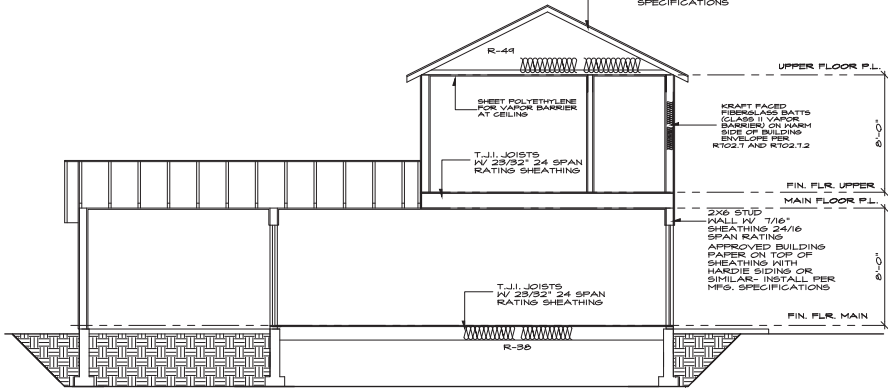 SPECIFICATIONS
R-49
UPPER FLOOR P.L.
SHEET POLYETHYLENE
FOR VAPOR BARRIER
AT CEILING
KRAFT FACED
FIBERGLASS BATTS
(CLASS II VAPOR
BARRIER) ON WARM
SIDE OF BUILDING
ENVELOPE PER
R702.7 AND R702.7.2
8'-0"
T.J.I. JOISTS
W/ 23/32" 24 SPAN
RATING SHEATHING
FIN. FLR. UPPER
MAIN FLOOR P.L.
2X6 STUD
WALL W/ 7/16"
SHEATHING 24/16
SPAN RATING
APPROVED BUILDING
PAPER ON TOP OF
SHEATHING WITH
HARDIE SIDING OR
SIMILAR- INSTALL PER
MFG. SPECIFICATIONS
8'-0"
T.J.I. JOISTS
W/ 23/32" 24 SPAN
RATING SHEATHING
FIN. FLR. MAIN
R-38